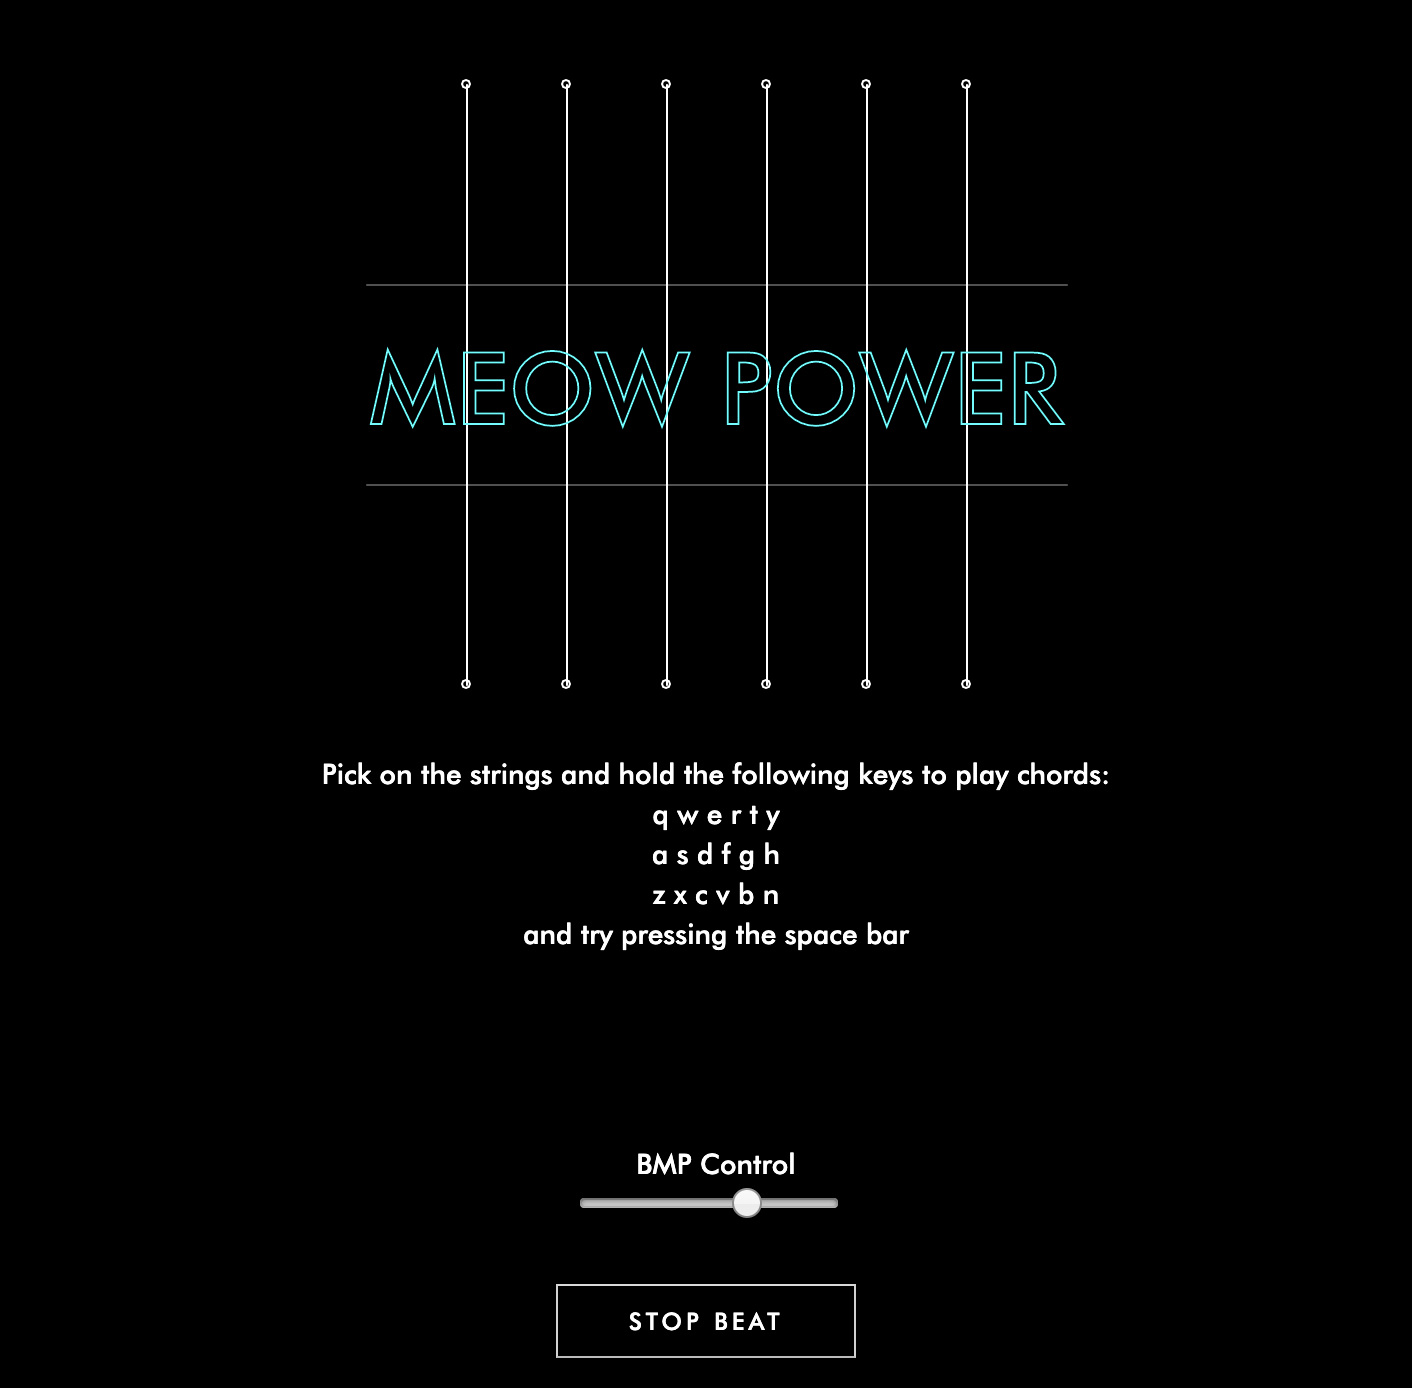 MEOW POWER
Pick on the strings and hold the following keys to play chords:
q w e r t y
a s d f g h
z x c v b n
and try pressing the space bar
BMP Control
STOP BEAT